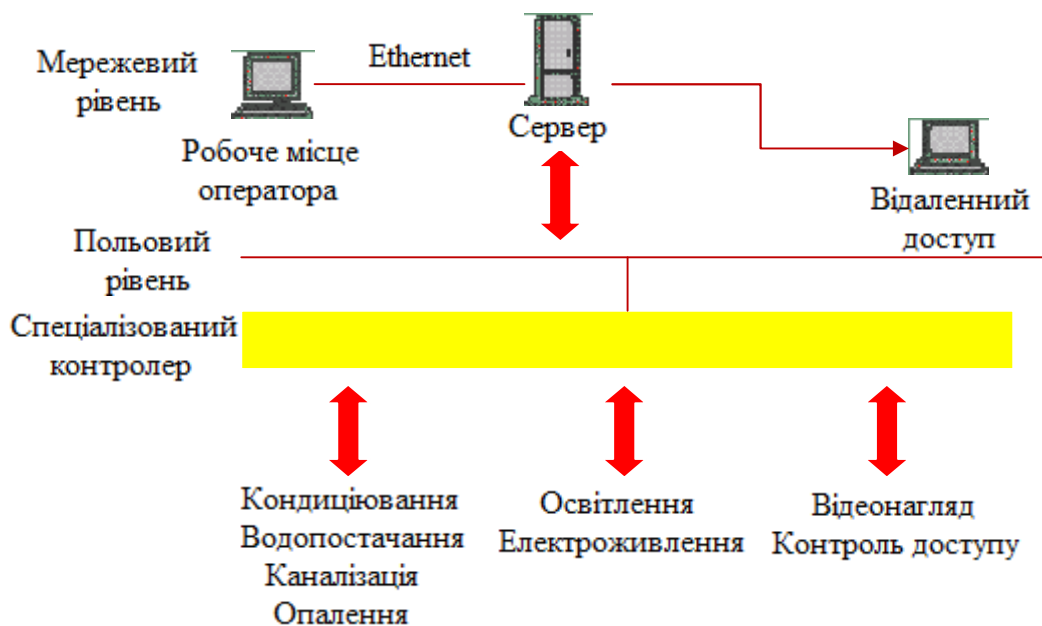 Мережевий
рівень
Ethernet
Сервер
Робоче місце
оператора
Відаленний
доступ
Польовий
рівень
Спеціалізований
контролер
Кондиціювання
Водопостачання
Каналізація
Опалення
Освітлення
Електроживлення
Відеонагляд
Контроль доступу